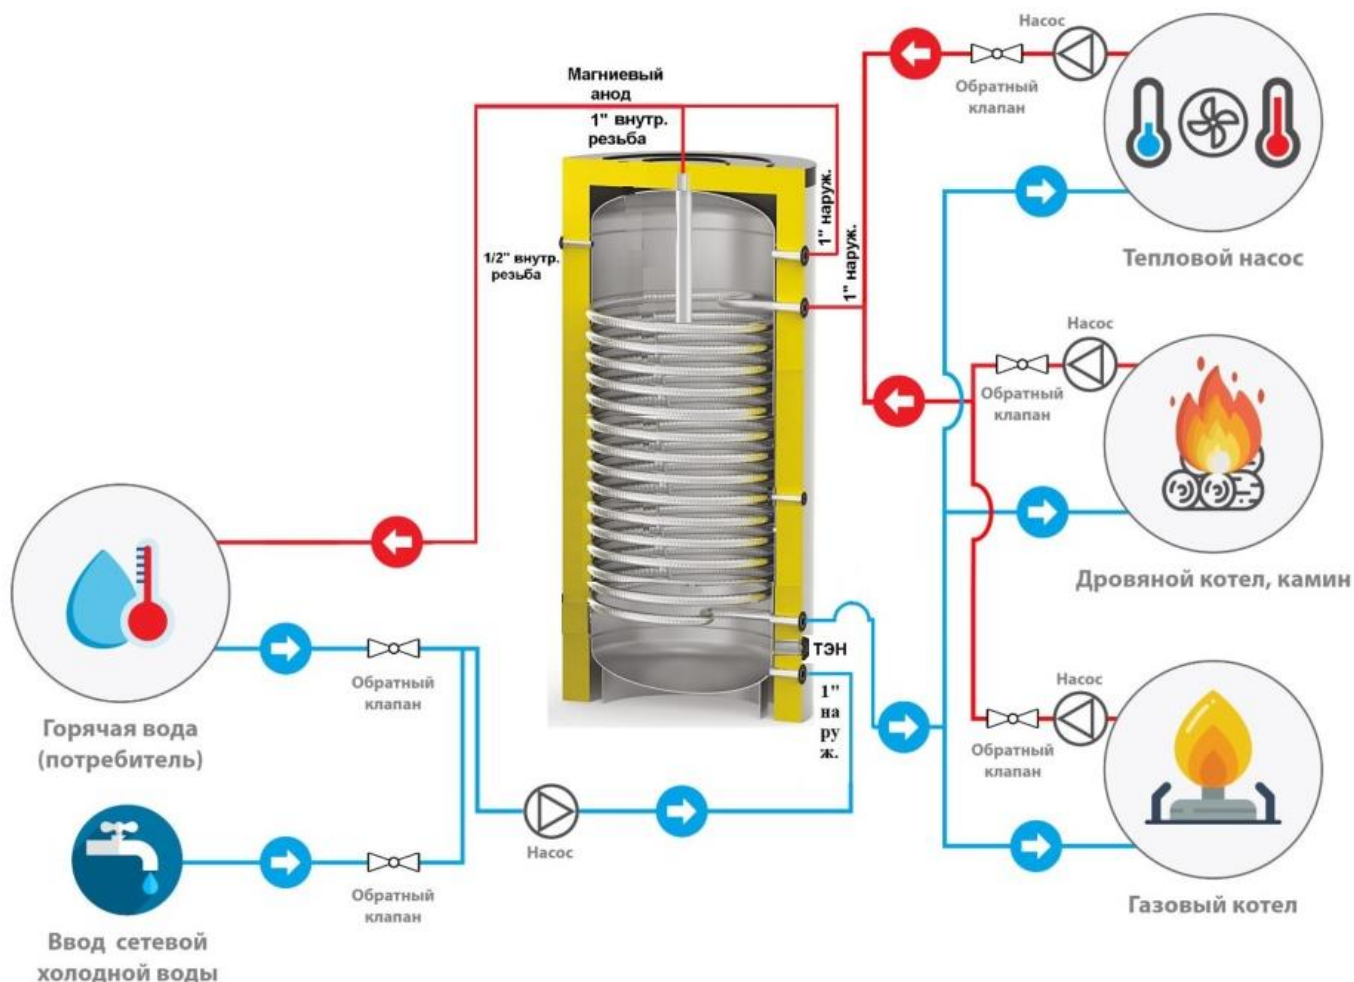 Насос
Обратный
клапан
Тепловой насос
Магниевый
анод
1" внутр.
резьба
1" наруж.
1" наруж.
1/2" внутр.
резьба
Насос
Обратный
клапан
Дровяной котел, камин
ТЭН
1"
на
ру
ж.
Насос
Обратный
клапан
Газовый котел
Горячая вода
(потребитель)
Обратный
клапан
Насос
Обратный
клапан
Ввод сетевой
холодной воды